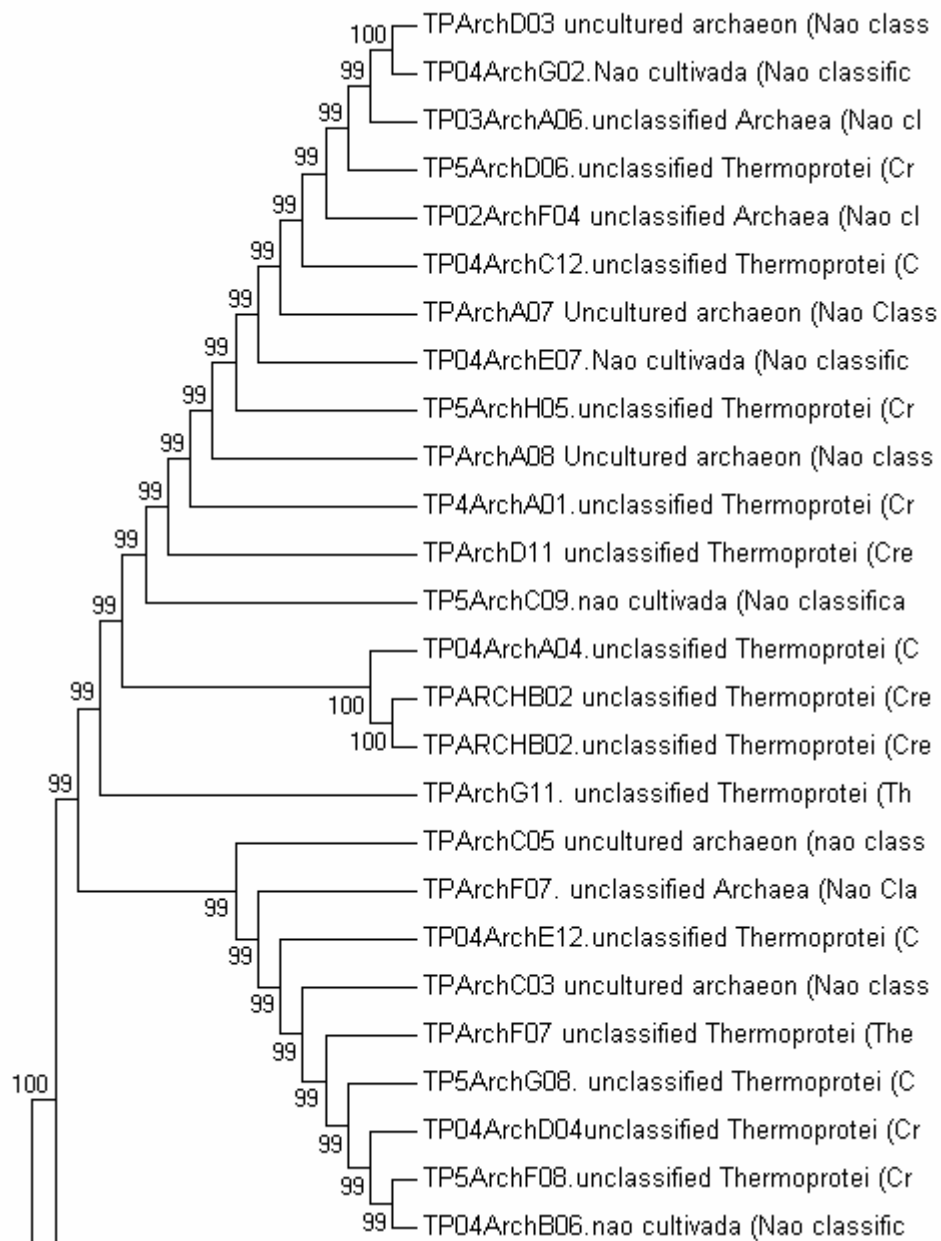 100 TPArchD03 uncultured archaeon (Nao class
99 TP04ArchG02.Nao cultivada (Nao classific
99 TP03ArchA06.unclassified Archaea (Nao cl
99 TP5ArchD06.unclassified Thermoprotei (Cr
99 TP02ArchF04 unclassified Archaea (Nao cl
99 TP04ArchC12.unclassified Thermoprotei (C
99 TPArchA07 Uncultured archaeon (Nao Class
99 TP04ArchE07.Nao cultivada (Nao classific
99 TP5ArchH05.unclassified Thermoprotei (Cr
99 TPArchA08 Uncultured archaeon (Nao class
99 TP4ArchA01.unclassified Thermoprotei (Cr
99 TPArchD11 unclassified Thermoprotei (Cre
99 TP5ArchC09.nao cultivada (Nao classifica
99 TP04ArchA04.unclassified Thermoprotei (C
100 TPARCHB02 unclassified Thermoprotei (Cre
100 TPARCHB02.unclassified Thermoprotei (Cre
99 TPArchG11. unclassified Thermoprotei (Th
TPArchC05 uncultured archaeon (nao class
99 TPArchF07. unclassified Archaea (Nao Cla
99 TP04ArchE12.unclassified Thermoprotei (C
99 TPArchC03 uncultured archaeon (Nao class
99 TPArchF07 unclassified Thermoprotei (The
100 99 TP5ArchG08. unclassified Thermoprotei (C
99 TP04ArchD04unclassified Thermoprotei (Cr
99 TP5ArchF08.unclassified Thermoprotei (Cr
99 TP04ArchB06.nao cultivada (Nao classific